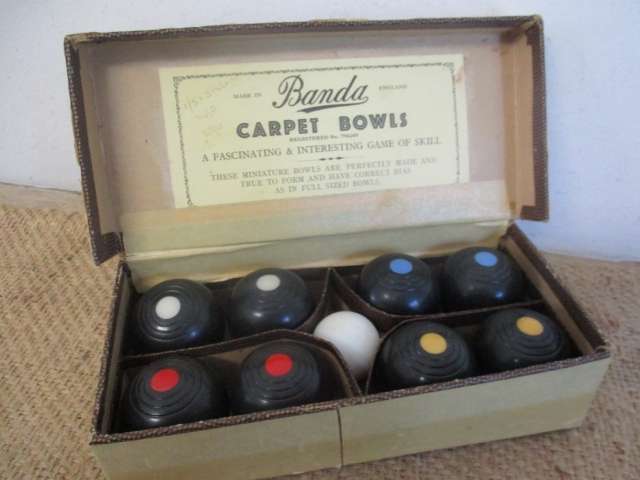 MADE IN Banda ENGLAND
CARPET BOWLS
A FASCINATING & INTERESTING GAME OF SKILL
THESE MINIATURE BOWLS ARE PERFECTLY MADE AND
TRUE TO FORM AND HAVE CORRECT BIAS
AS IN FULL SIZED BOWLS.